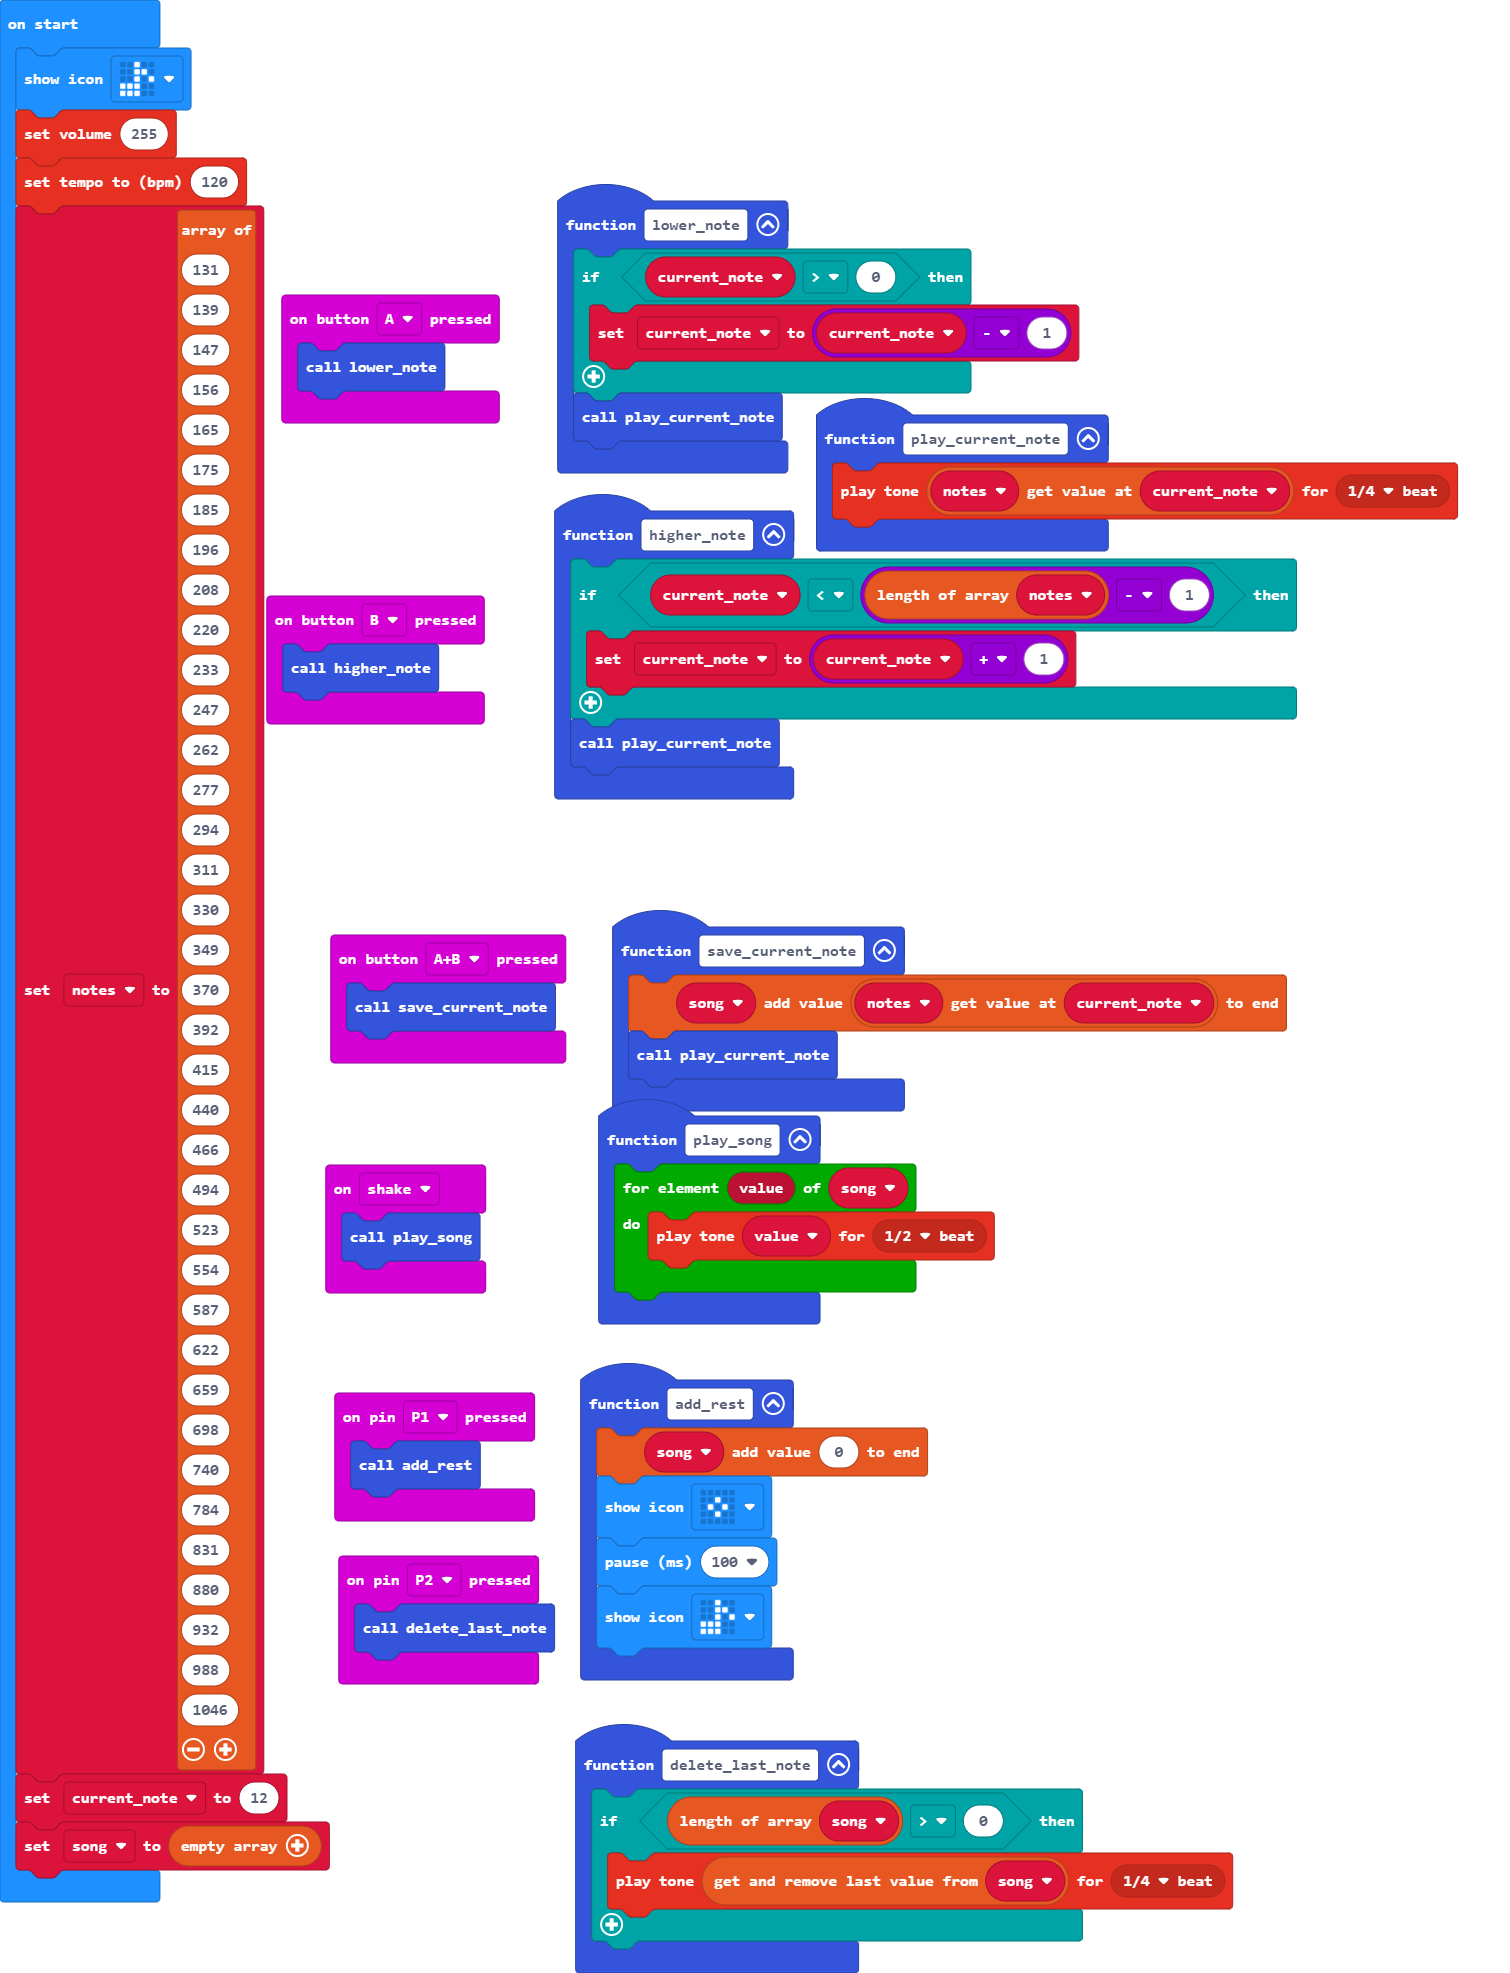 on start
show icon
set volume 255
set tempo to (bpm) 120
set notes to array of
131
139
147
156
165
175
185
196
208
220
233
247
262
277
294
311
330
349
370
392
415
440
466
494
523
554
587
622
659
698
740
784
831
880
932
988
1046
set current_note to 12
set song to empty array
on button A pressed
call lower_note
on button B pressed
call higher_note
on button A+B pressed
call save_current_note
on shake
call play_song
on pin P1 pressed
call add_rest
on pin P2 pressed
call delete_last_note
function lower_note
if current_note > 0 then
set current_note to current_note - 1
call play_current_note
function play_current_note
play tone notes get value at current_note for 1/4 beat
function higher_note
if current_note < length of array notes - 1 then
set current_note to current_note + 1
call play_current_note
function save_current_note
song add value notes get value at current_note to end
call play_current_note
function play_song
for element value of song
do play tone value for 1/2 beat
function add_rest
song add value 0 to end
show icon
pause (ms) 100
show icon
function delete_last_note
if length of array song > 0 then
play tone get and remove last value from song for 1/4 beat